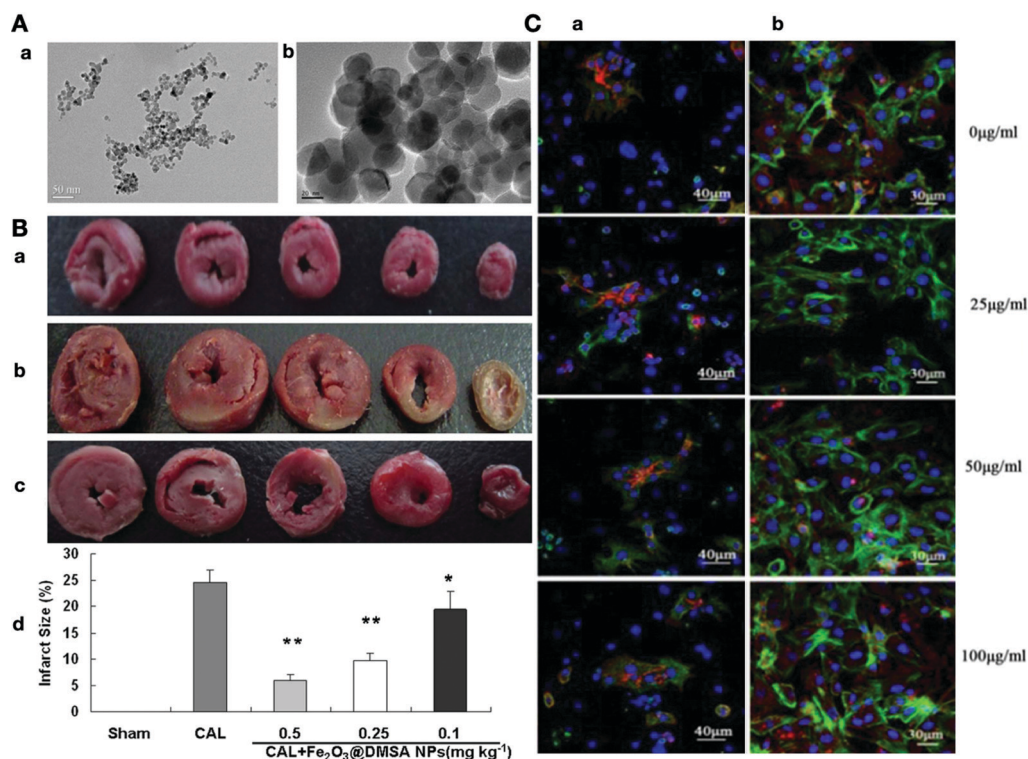 A
a
b
50 nm
20 nm
B
a
b
c
d
Infarct Size (%)
30
25
20
15
10
5
0
**
**
*
Sham
CAL
0.5
0.25
0.1
CAL+Fe2O3@DMSA NPs(mg kg-1)
C
a
b
40μm
30μm
0μg/ml
40μm
30μm
25μg/ml
40μm
30μm
50μg/ml
40μm
30μm
100μg/ml